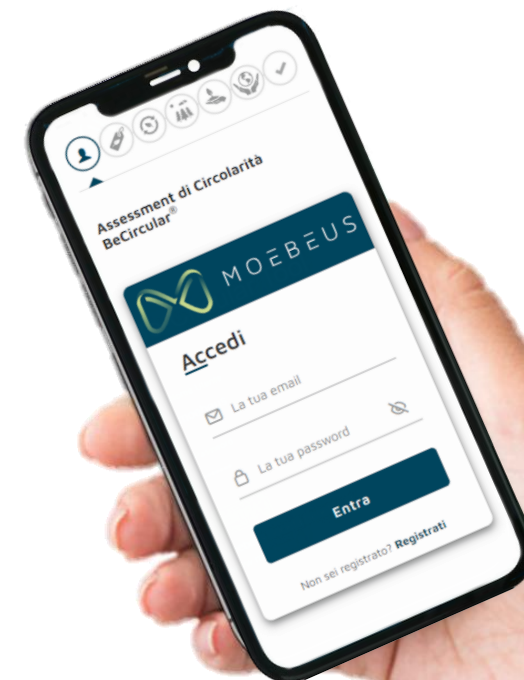 Assessment di Circolarità
BeCircular®
MOEBEUS
Accedi
La tua email
La tua password
Entra
Non sei registrato? Registrati